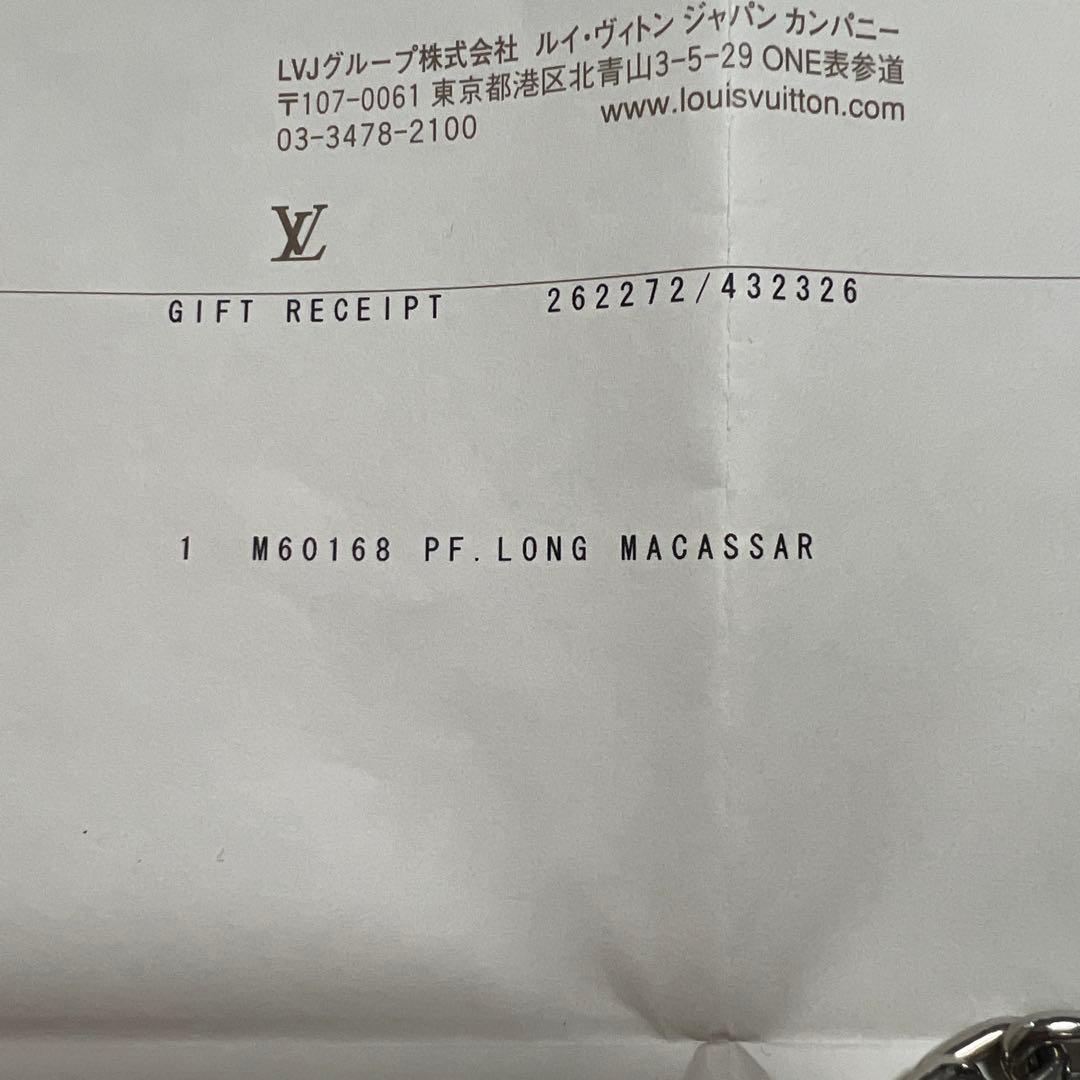 LVJグループ株式会社 ルイ・ヴィトン ジャパン カンパニー
〒107-0061 東京都港区北青山3-5-29 ONE表参道
03-3478-2100 www.louisvuitton.com
LV
GIFT RECEIPT 262272/432326
1 M60168 PF.LONG MACASSAR